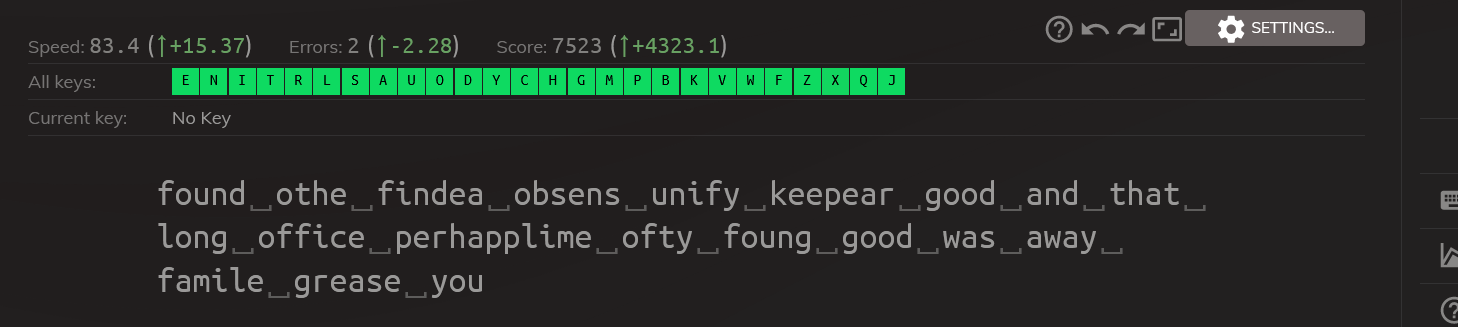 Speed: 83.4 (↑+15.37) Errors: 2 (↑-2.28) Score: 7523 (↑+4323.1) SETTINGS...
All keys: E N I T R L S A U O D Y C H G M P B K V W F Z X Q J
Current key: No Key
found␣othe␣findea␣obsens␣unify␣keepear␣good␣and␣that␣
long␣office␣perhapplime␣ofty␣foung␣good␣was␣away␣
famile␣grease␣you